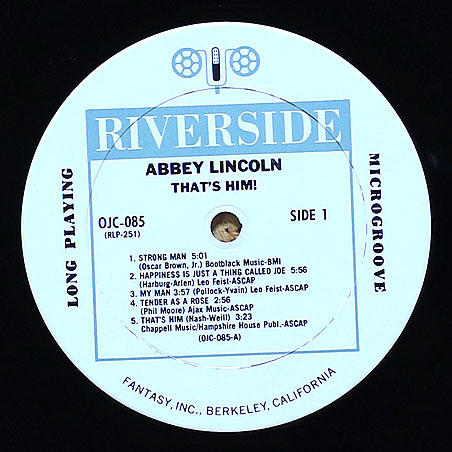 RIVERSIDE
ABBEY LINCOLN
THAT'S HIM!
OJC-085
(RLP-251)
SIDE 1
LONG PLAYING
MICROGROOVE
1. STRONG MAN 5:01
(Oscar Brown, Jr.) Bootblack Music-BMI
2. HAPPINESS IS JUST A THING CALLED JOE 5:56
(Harburg-Arlen) Leo Feist-ASCAP
3. MY MAN 3:57 (Pollock-Yvain) Leo Feist-ASCAP
4. TENDER AS A ROSE 2:56
(Phil Moore) Ajax Music-ASCAP
5. THAT'S HIM (Nash-Weill) 3:23
Chappell Music/Hampshire House Publ.-ASCAP
(OJC-085-A)
FANTASY, INC., BERKELEY, CALIFORNIA